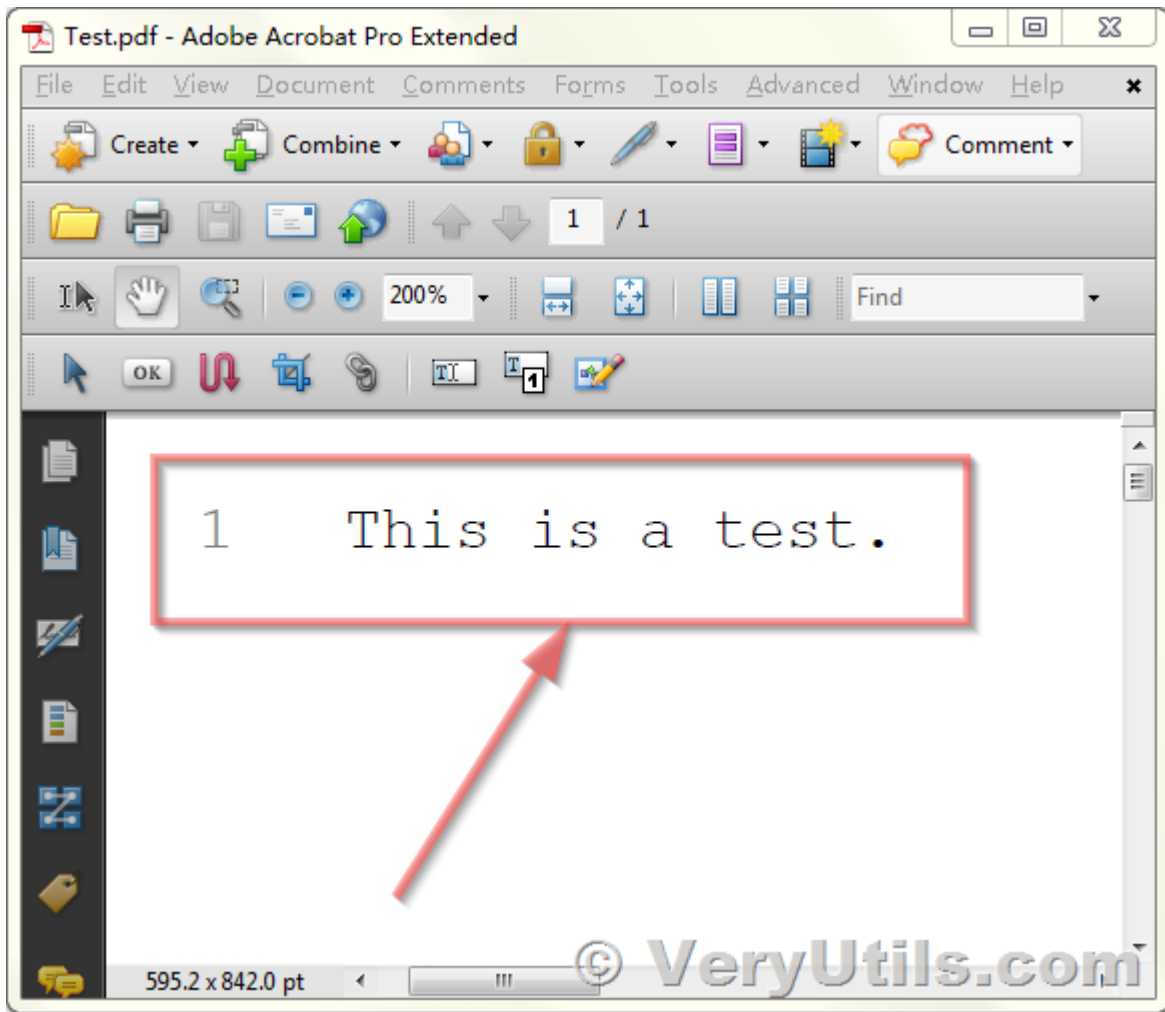 Test.pdf - Adobe Acrobat Pro Extended
File Edit View Document Comments Forms Tools Advanced Window Help
Create Combine Comment
1 / 1
200% Find
OK T T 1
1 This is a test.
595.2 x 842.0 pt
© VeryUtils.com